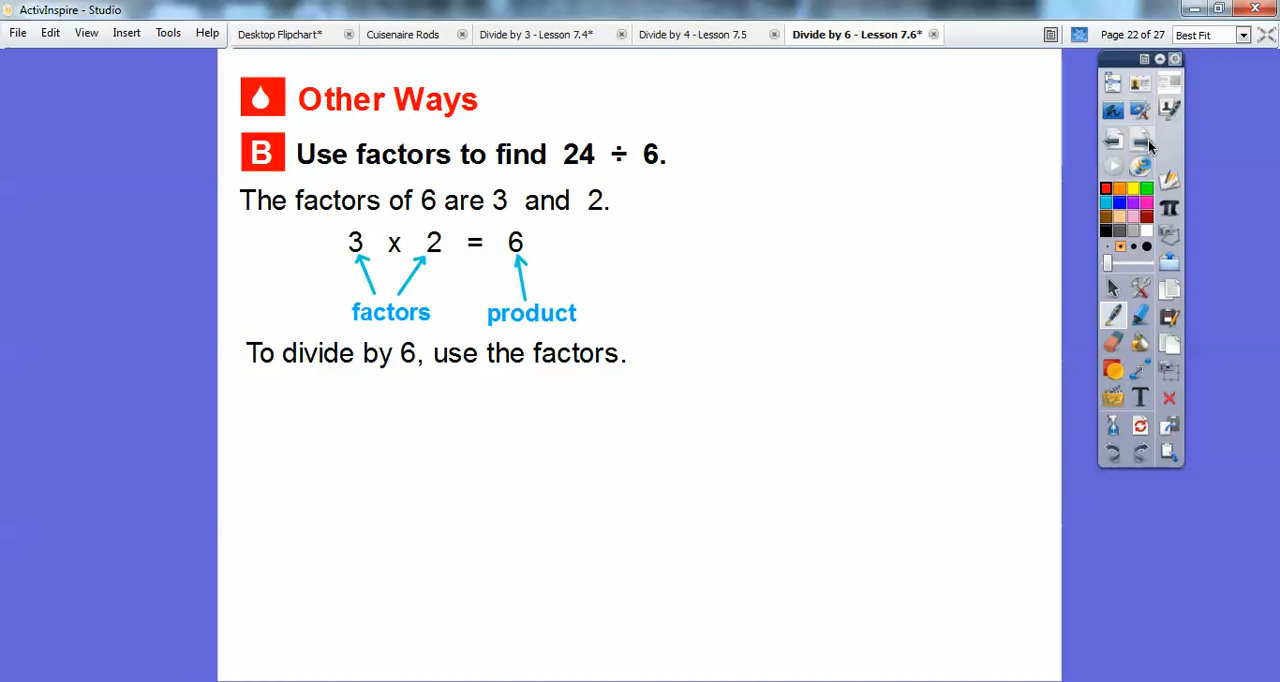 ActivInspire - Studio
File Edit View Insert Tools Help
Desktop Flipchart* Cuisenaire Rods Divide by 3 - Lesson 7.4* Divide by 4 - Lesson 7.5 Divide by 6 - Lesson 7.6* Page 22 of 27 Best Fit
Other Ways
B Use factors to find 24 ÷ 6.
The factors of 6 are 3 and 2.
3 x 2 = 6
factors product
To divide by 6, use the factors.